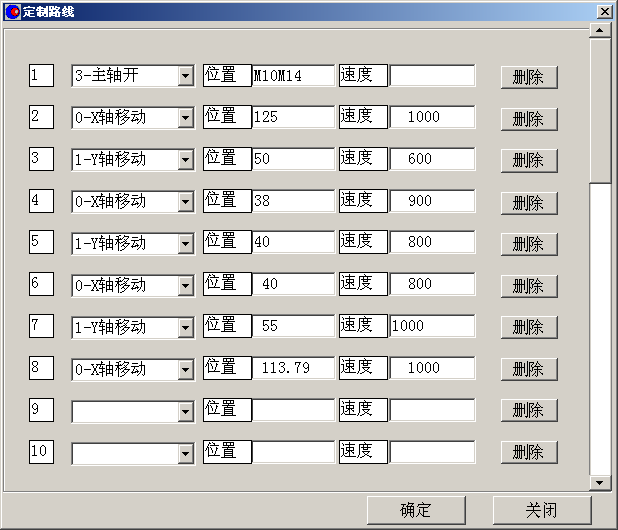 定制路线
1 3-主轴开 位置 M10M14 速度 删除
2 0-X轴移动 位置 125 速度 1000 删除
3 1-Y轴移动 位置 50 速度 600 删除
4 0-X轴移动 位置 38 速度 900 删除
5 1-Y轴移动 位置 40 速度 800 删除
6 0-X轴移动 位置 40 速度 800 删除
7 1-Y轴移动 位置 55 速度 1000 删除
8 0-X轴移动 位置 113.79 速度 1000 删除
9 位置 速度 删除
10 位置 速度 删除
确定 关闭